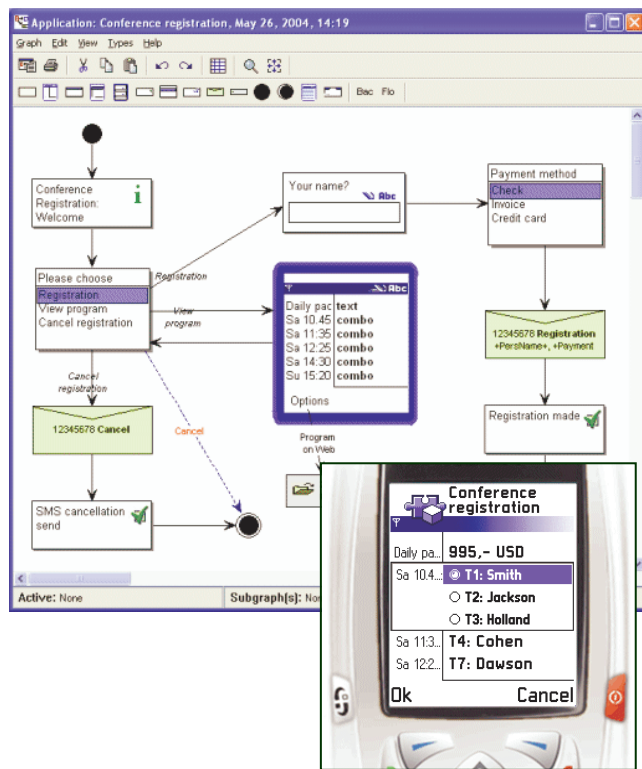 Application: Conference registration, May 26, 2004, 14:19
Graph Edit View Types Help
Bac Flo
Conference
Registration:
Welcome
i
Your name?
Abc
Payment method
Check
Invoice
Credit card
Please choose
Registration
View program
Cancel registration
Registration
View
program
Abc
Daily pac text
Sa 10.45 combo
Sa 11:35 combo
Sa 12:25 combo
Sa 14:30 combo
Su 15:20 combo
Options
12345678 Registration
+PersName+, +Payment
Cancel
registration
Cancel
12345678 Cancel
Program
on Web
Registration made
SMS cancellation
send
Active: None
Subgraph(s): No
Conference
registration
Daily pa... 995,- USD
Sa 10.4... T1: Smith
T2: Jackson
T3: Holland
Sa 11:3... T4: Cohen
Sa 12:2... T7: Dawson
Ok Cancel